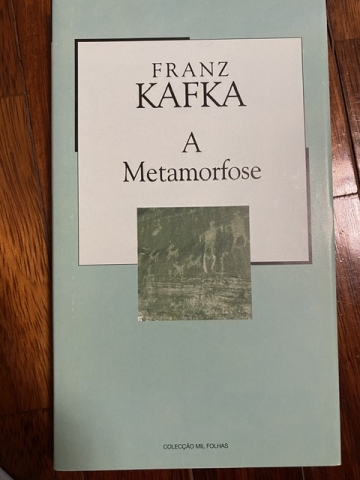 FRANZ
KAFKA
A
Metamorfose
COLECÇÃO MIL FOLHAS